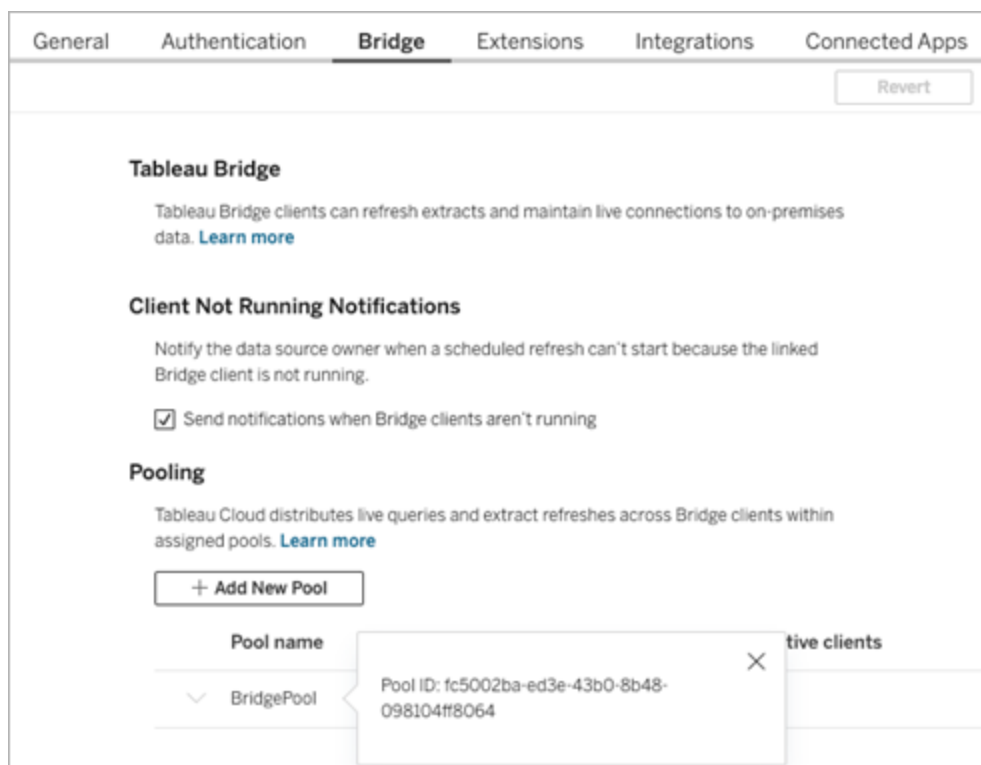 General Authentication Bridge Extensions Integrations Connected Apps
Revert
Tableau Bridge
Tableau Bridge clients can refresh extracts and maintain live connections to on-premises
data. Learn more
Client Not Running Notifications
Notify the data source owner when a scheduled refresh can't start because the linked
Bridge client is not running.
Send notifications when Bridge clients aren't running
Pooling
Tableau Cloud distributes live queries and extract refreshes across Bridge clients within
assigned pools. Learn more
+ Add New Pool
Pool name tive clients
BridgePool
Pool ID: fc5002ba-ed3e-43b0-8b48-
098104ff8064